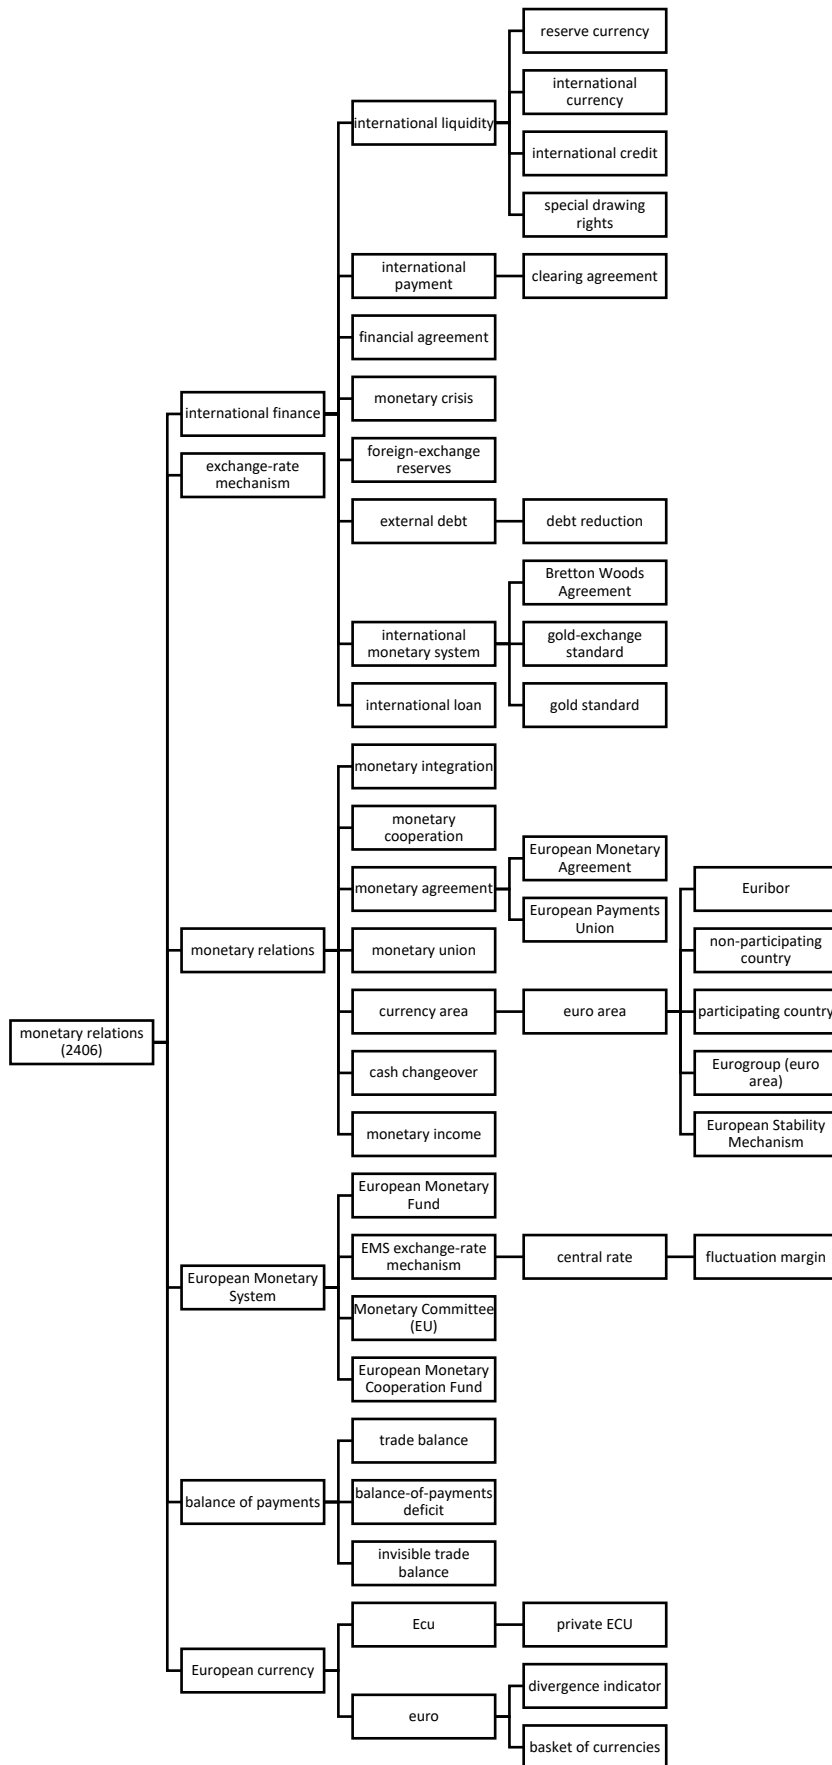 reserve currency
international
currency
international liquidity
international credit
special drawing
rights
international
payment
clearing agreement
financial agreement
monetary crisis
international finance
foreign-exchange
reserves
exchange-rate
mechanism
external debt
debt reduction
Bretton Woods
Agreement
international
monetary system
gold-exchange
standard
international loan
gold standard
monetary integration
monetary
cooperation
European Monetary
Agreement
monetary agreement
Euribor
European Payments
Union
monetary relations
monetary union
non-participating
country
currency area
euro area
participating country
monetary relations
(2406)
cash changeover
Eurogroup (euro
area)
monetary income
European Stability
Mechanism
European Monetary
Fund
EMS exchange-rate
mechanism
central rate
fluctuation margin
European Monetary
System
Monetary Committee
(EU)
European Monetary
Cooperation Fund
trade balance
balance of payments
balance-of-payments
deficit
invisible trade
balance
Ecu
private ECU
European currency
divergence indicator
euro
basket of currencies